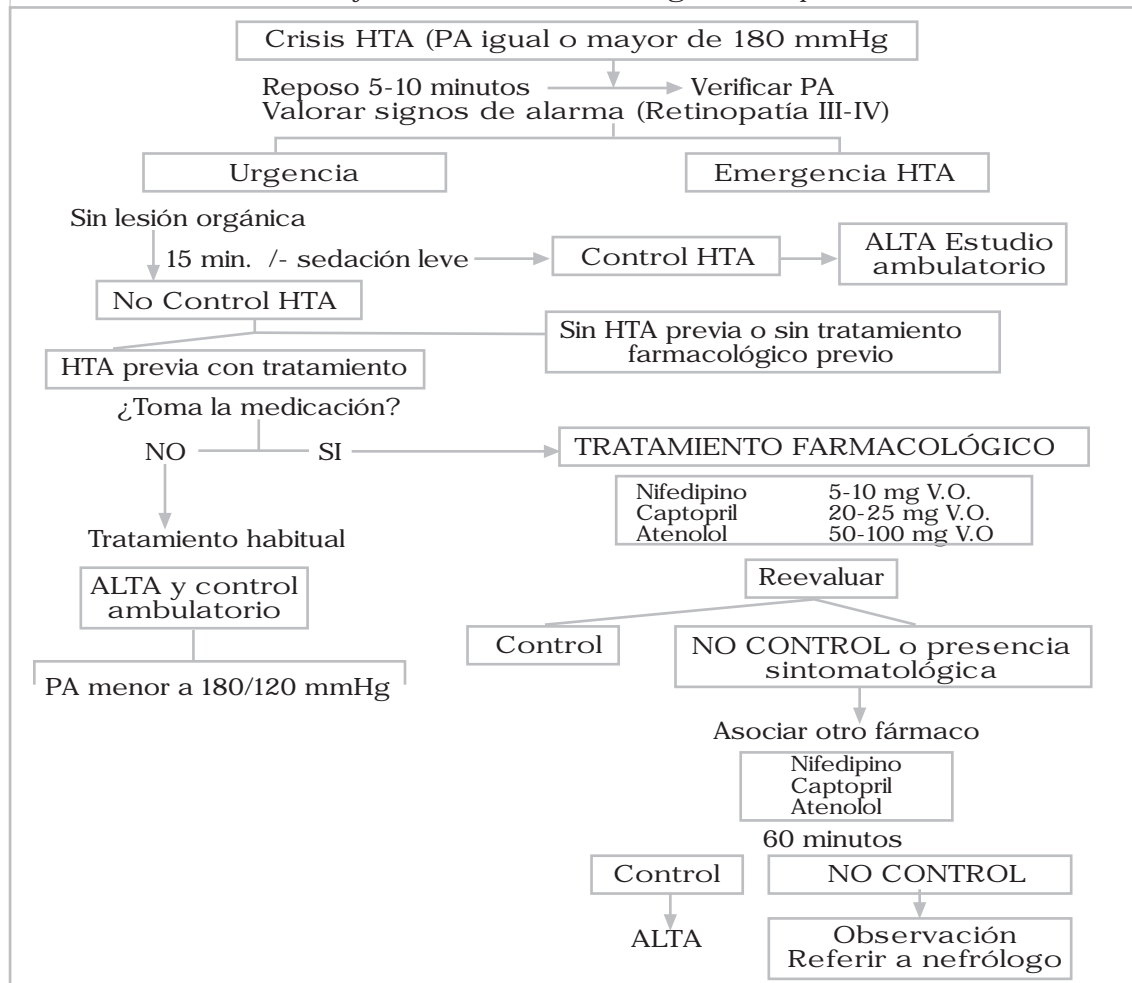 Crisis HTA (PA igual o mayor de 180 mmHg
Reposo 5-10 minutos
Verificar PA
Valorar signos de alarma (Retinopatía III-IV)
Urgencia
Emergencia HTA
Sin lesión orgánica
15 min. /- sedación leve
Control HTA
ALTA Estudio
ambulatorio
No Control HTA
Sin HTA previa o sin tratamiento
farmacológico previo
HTA previa con tratamiento
¿Toma la medicación?
NO
SI
TRATAMIENTO FARMACOLÓGICO
Nifedipino 5-10 mg V.O.
Captopril 20-25 mg V.O.
Atenolol 50-100 mg V.O
Tratamiento habitual
ALTA y control
ambulatorio
PA menor a 180/120 mmHg
Reevaluar
Control
NO CONTROL o presencia
sintomatológica
Asociar otro fármaco
Nifedipino
Captopril
Atenolol
60 minutos
Control
NO CONTROL
ALTA
Observación
Referir a nefrólogo